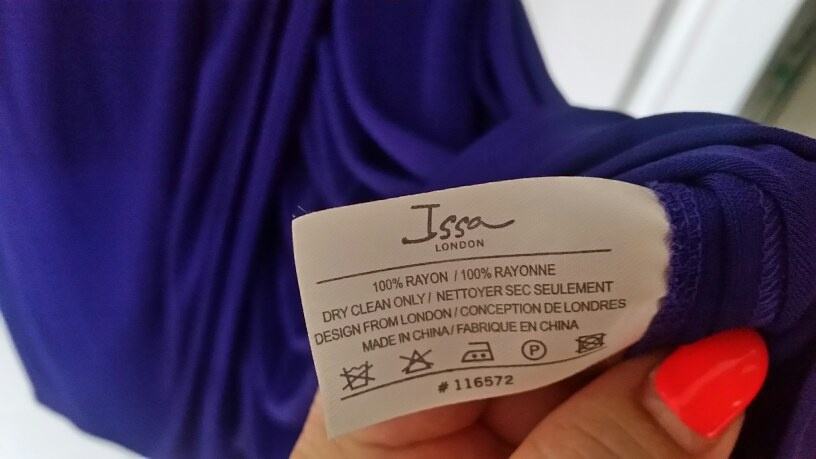 Issa
LONDON
100% RAYON / 100% RAYONNE
DRY CLEAN ONLY / NETTOYER SEC SEULEMENT
DESIGN FROM LONDON / CONCEPTION DE LONDRES
MADE IN CHINA / FABRIQUE EN CHINA
P
# 116572